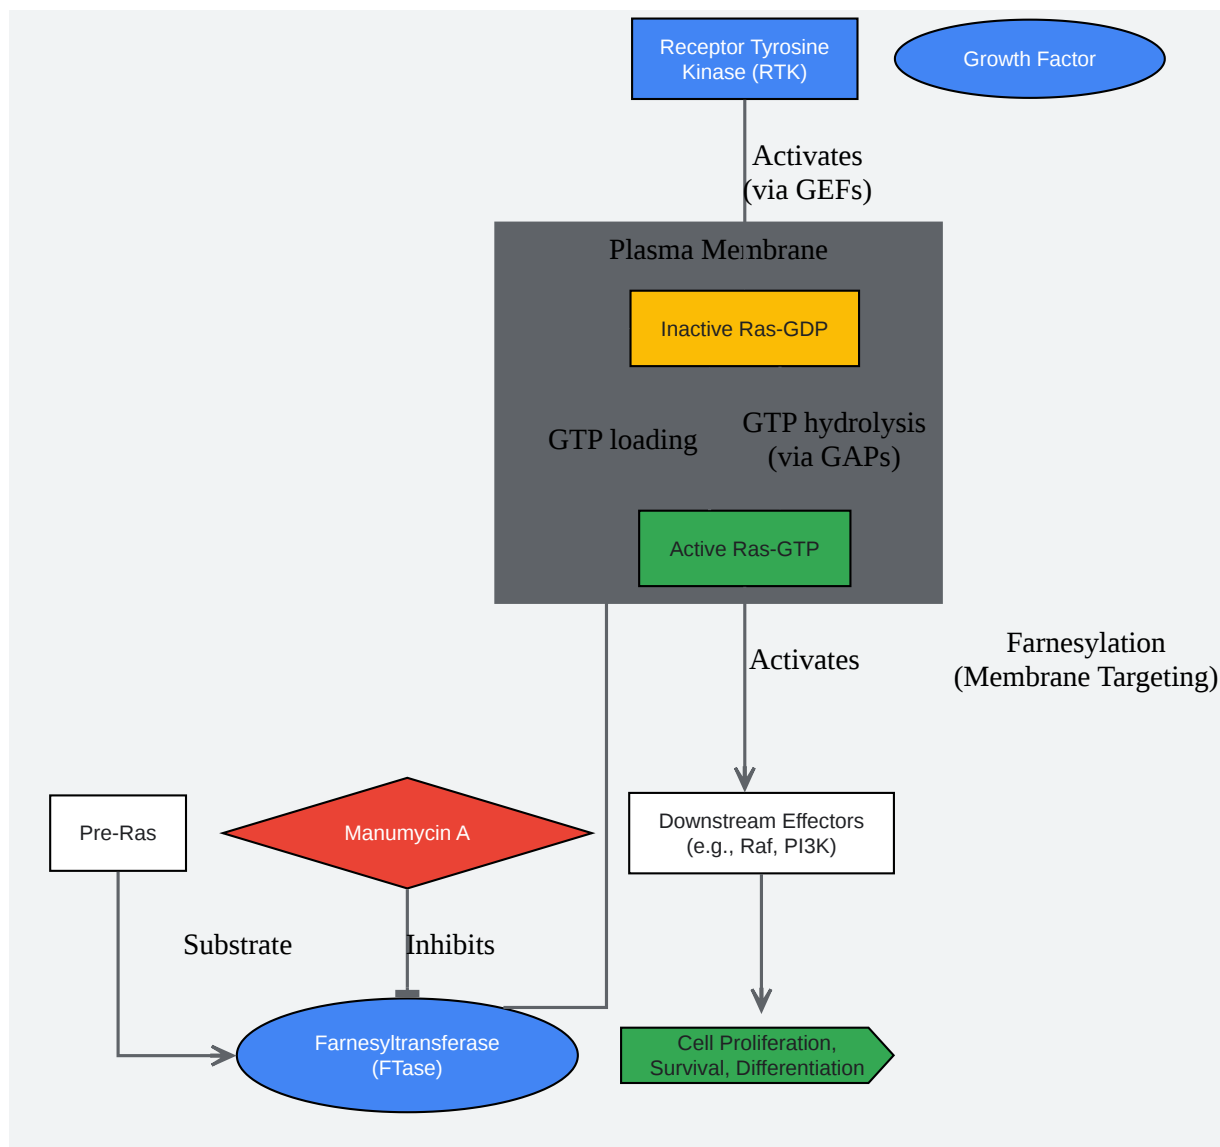 Receptor Tyrosine
Kinase (RTK)
Growth Factor
Activates
(via GEFs)
Plasma Membrane
Inactive Ras-GDP
GTP loading
GTP hydrolysis
(via GAPs)
Active Ras-GTP
Activates
Farnesylation
(Membrane Targeting)
Pre-Ras
Manumycin A
Downstream Effectors
(e.g., Raf, PI3K)
Substrate
Inhibits
Farnesyltransferase
(FTase)
Cell Proliferation,
Survival, Differentiation